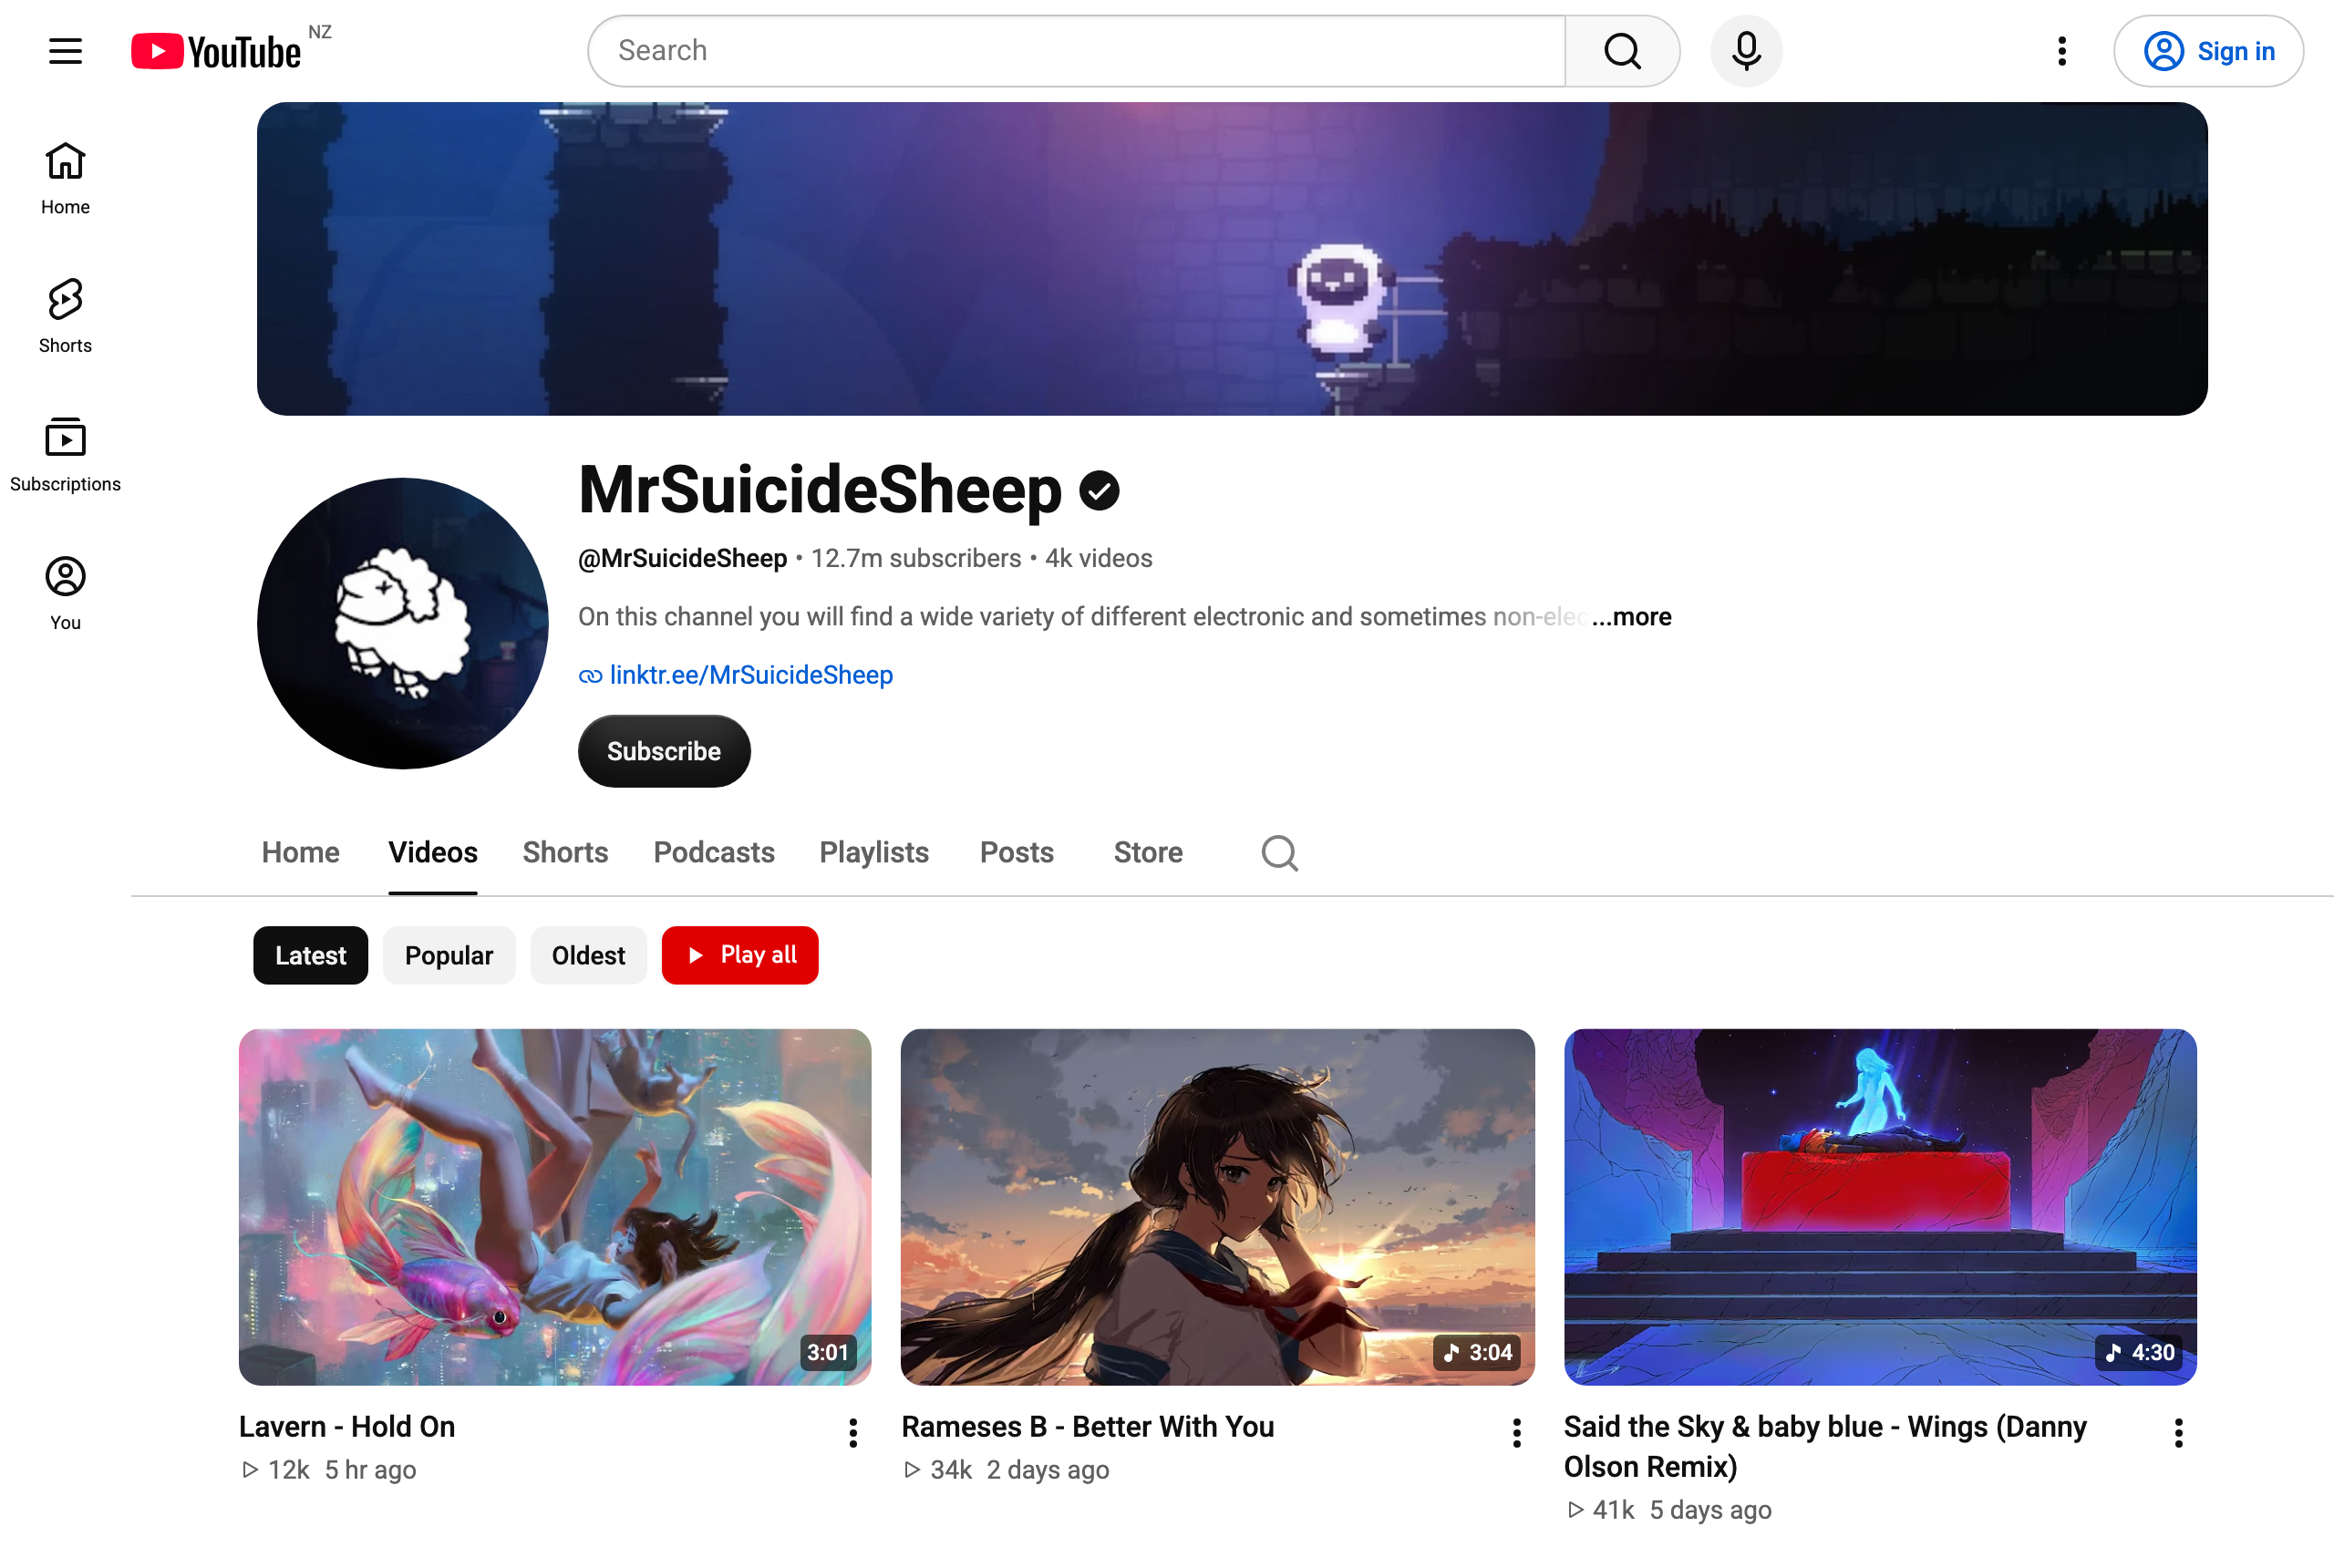 YouTube NZ
Search
Sign in
Home
Shorts
Subscriptions
You
MrSuicideSheep
@MrSuicideSheep • 12.7m subscribers • 4k videos
On this channel you will find a wide variety of different electronic and sometimes non-elec ...more
linktr.ee/MrSuicideSheep
Subscribe
Home Videos Shorts Podcasts Playlists Posts Store
Latest Popular Oldest Play all
3:01
3:04
4:30
Lavern - Hold On
12k 5 hr ago
Rameses B - Better With You
34k 2 days ago
Said the Sky & baby blue - Wings (Danny
Olson Remix)
41k 5 days ago